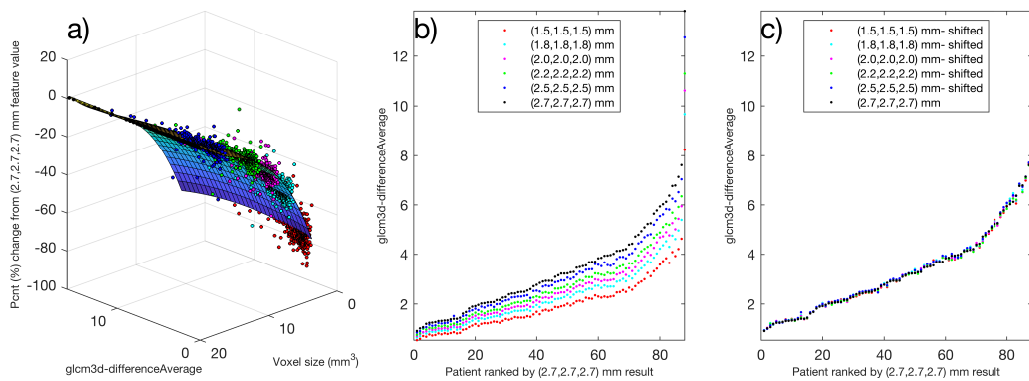 a)
Pcnt (%) change from (2.7,2.7,2.7) mm feature value
20
0
-20
-40
-60
-80
-100
10
0
glcm3d-differenceAverage
20
10
0
Voxel size (mm³)
b)
(1.5,1.5,1.5) mm
(1.8,1.8,1.8) mm
(2.0,2.0,2.0) mm
(2.2,2.2,2.2) mm
(2.5,2.5,2.5) mm
(2.7,2.7,2.7) mm
glcm3d-differenceAverage
12
10
8
6
4
2
0
20
40
60
80
Patient ranked by (2.7,2.7,2.7) mm result
c)
(1.5,1.5,1.5) mm- shifted
(1.8,1.8,1.8) mm- shifted
(2.0,2.0,2.0) mm- shifted
(2.2,2.2,2.2) mm- shifted
(2.5,2.5,2.5) mm- shifted
(2.7,2.7,2.7) mm
glcm3d-differenceAverage
12
10
8
6
4
2
0
20
40
60
80
Patient ranked by (2.7,2.7,2.7) mm result